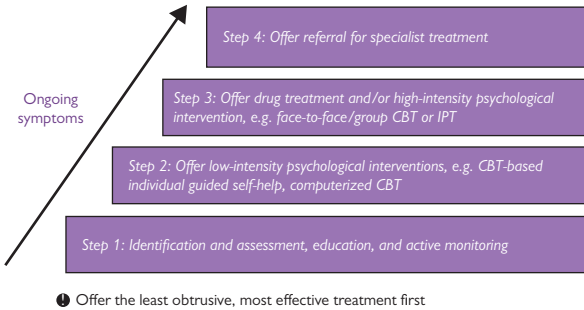 Step 4: Offer referral for specialist treatment
Ongoing
symptoms
Step 3: Offer drug treatment and/or high-intensity psychological
intervention, e.g. face-to-face/group CBT or IPT
Step 2: Offer low-intensity psychological interventions, e.g. CBT-based
individual guided self-help, computerized CBT
Step 1: Identification and assessment, education, and active monitoring
! Offer the least obtrusive, most effective treatment first